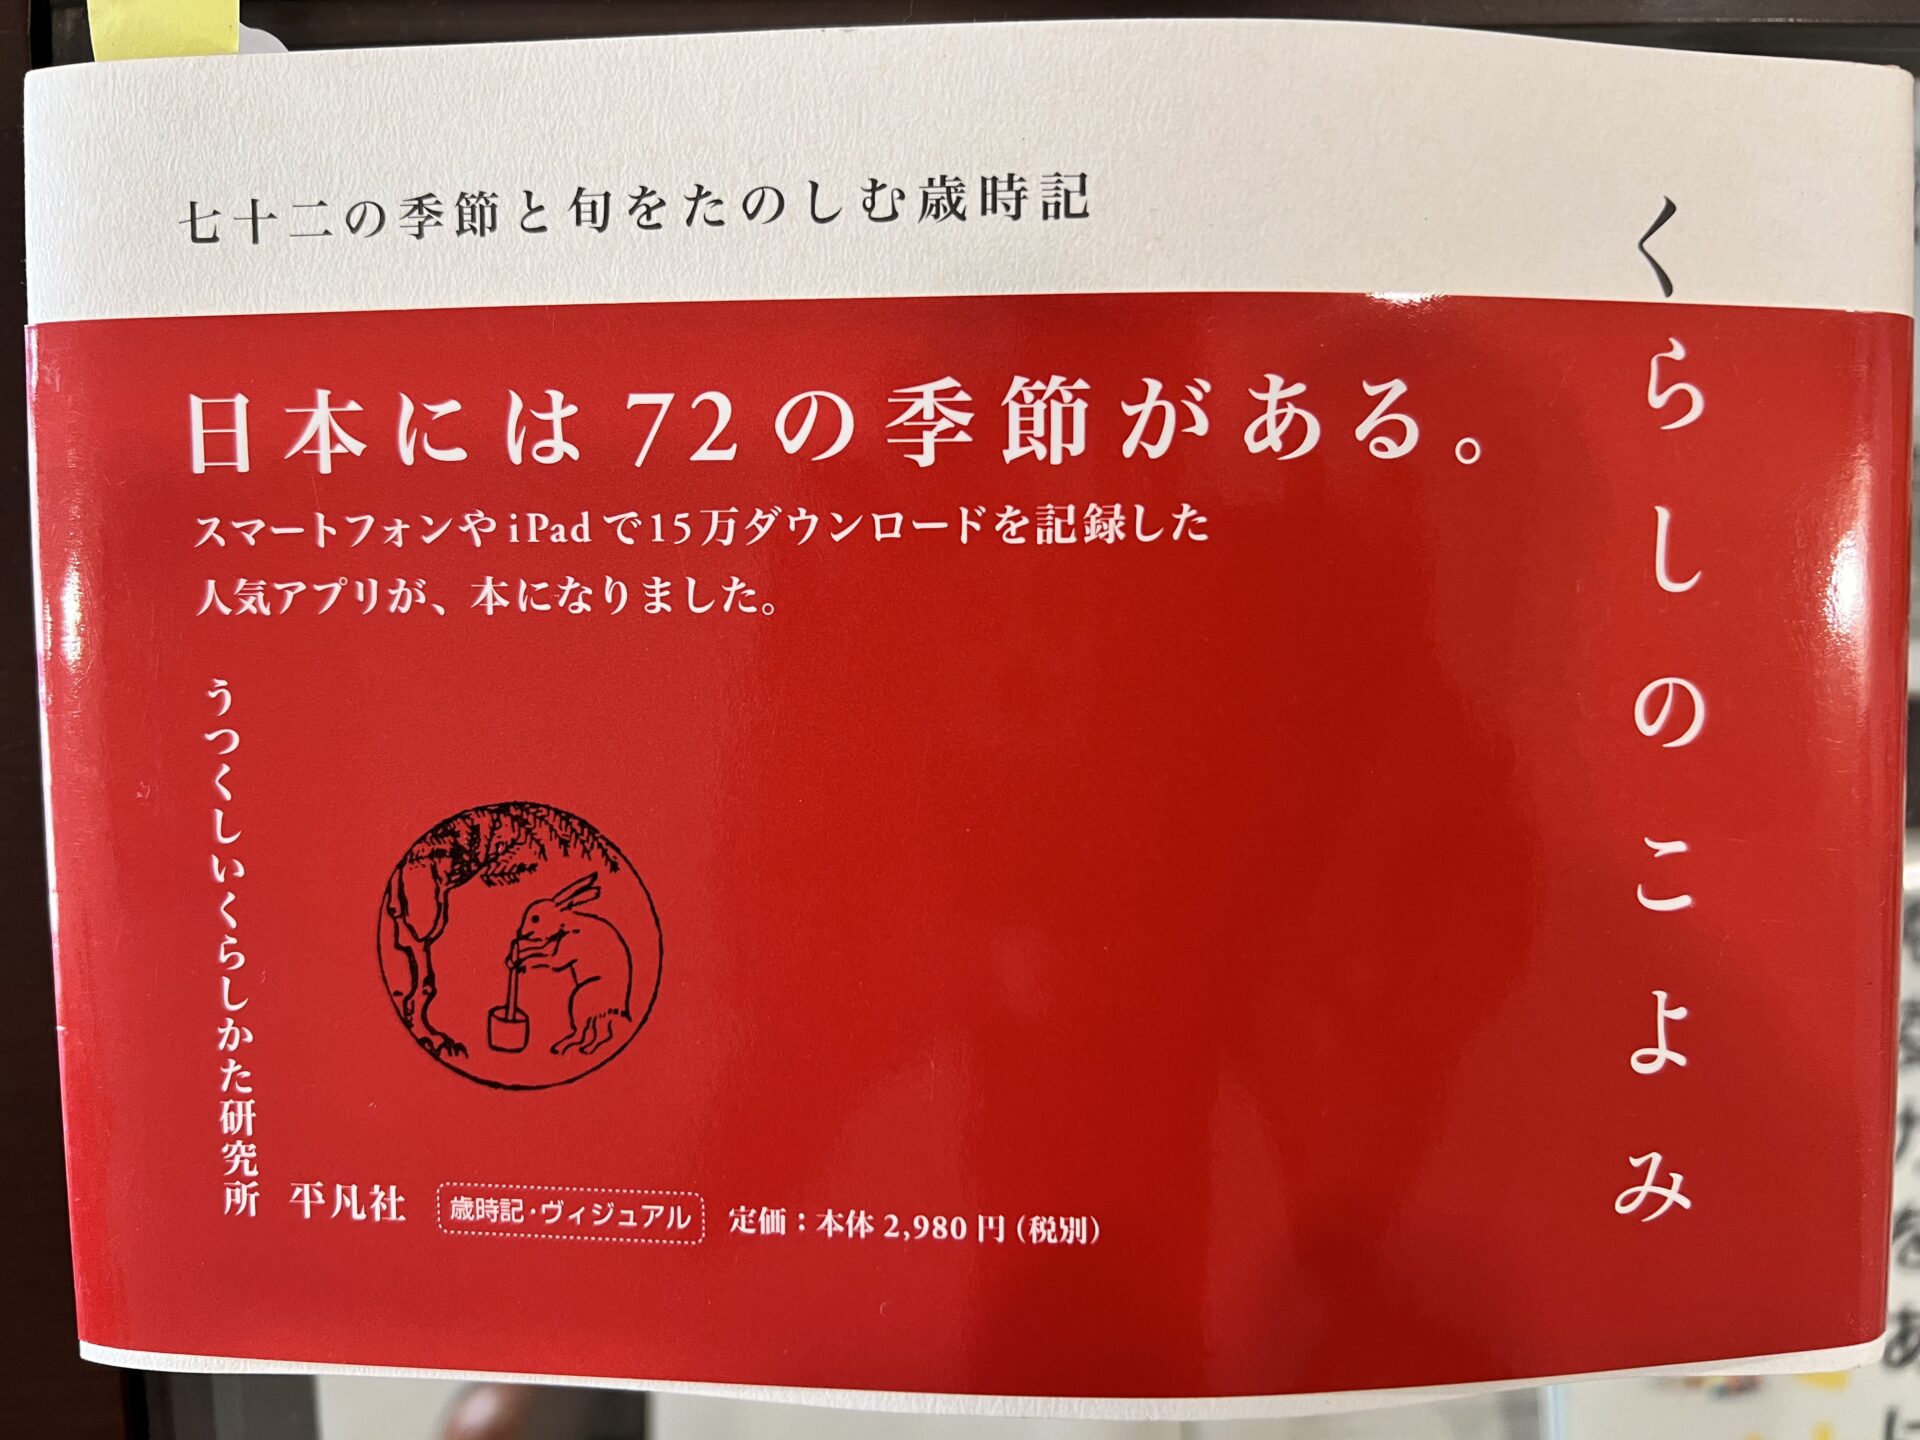 七十二の季節と旬をたのしむ歳時記
くらしのこよみ
日本には72の季節がある。
スマートフォンやiPadで15万ダウンロードを記録した
人気アプリが、本になりました。
うつくしいくらしかた研究所
平凡社
歳時記・ヴィジュアル
定価：本体2,980円（税別）